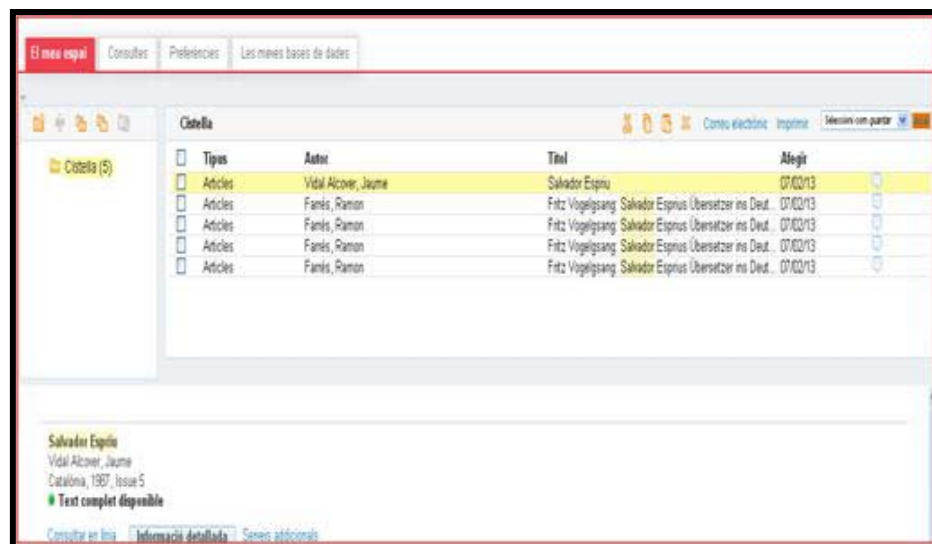 El meu espai Consultes Preferències Les meves bases de dades
Cistella Correu electrònic Imprimir Seleccioni com guardar
Cistella (5)
Tipus Autor Títol Afegir
Articles Vidal Alcover, Jaume Salvador Espriu 07/02/13
Articles Farrés, Ramon Fritz Vogelgsang: Salvador Esprius Übersetzer ins Deut... 07/02/13
Articles Farrés, Ramon Fritz Vogelgsang: Salvador Esprius Übersetzer ins Deut... 07/02/13
Articles Farrés, Ramon Fritz Vogelgsang: Salvador Esprius Übersetzer ins Deut... 07/02/13
Articles Farrés, Ramon Fritz Vogelgsang: Salvador Esprius Übersetzer ins Deut... 07/02/13
Salvador Espriu
Vidal Alcover, Jaume
Catalònia, 1987, Issue 5
Text complet disponible
Consultar en línia Informació detallada Serveis addicionals